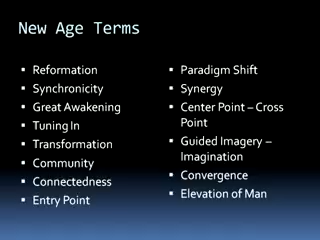 New Age Terms
Reformation
Synchronicity
Great Awakening
Tuning In
Transformation
Community
Connectedness
Entry Point
Paradigm Shift
Synergy
Center Point – Cross
Point
Guided Imagery –
Imagination
Convergence
Elevation of Man